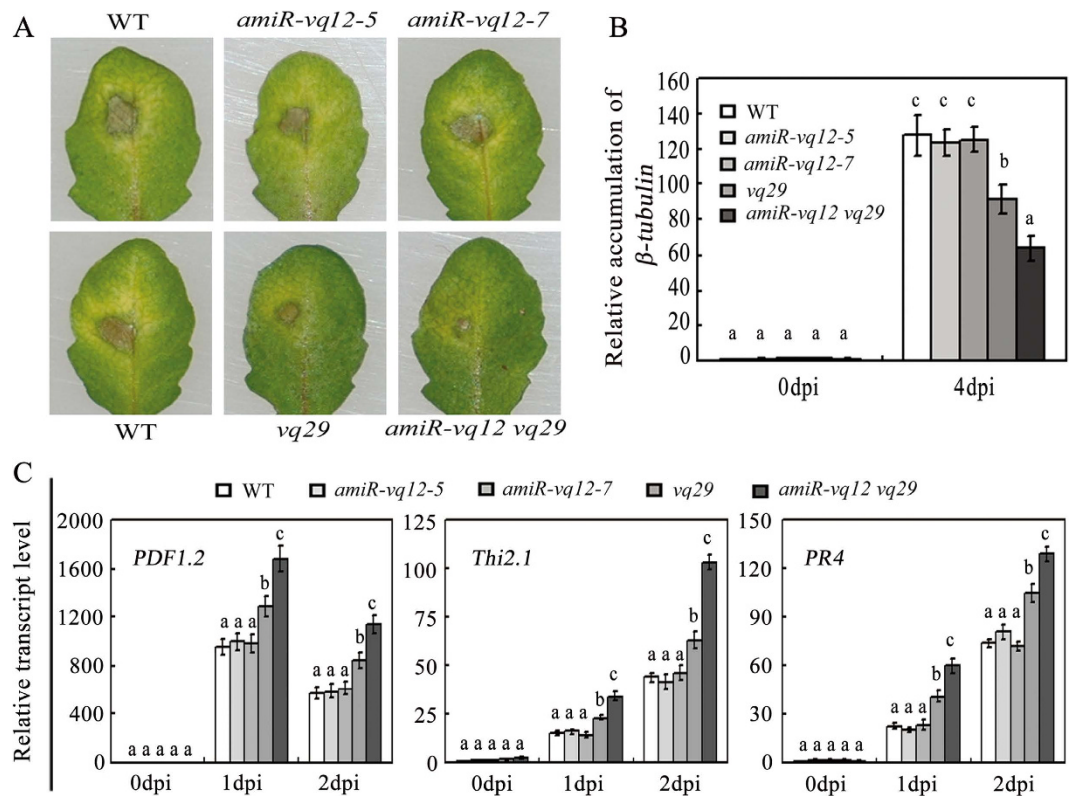 A
WT amiR-vq12-5 amiR-vq12-7
WT vq29 amiR-vq12 vq29
B
Relative accumulation of
β-tubulin
160
140
120
100
80
60
40
20
0
WT
amiR-vq12-5
amiR-vq12-7
vq29
amiR-vq12 vq29
a a a a a
c c c b a
0dpi 4dpi
C
WT amiR-vq12-5 amiR-vq12-7 vq29 amiR-vq12 vq29
Relative transcript level
2000
1600
1200
800
400
0
PDF1.2
a a a a a
a a a b c
a a a b c
0dpi 1dpi 2dpi
125
100
75
50
25
0
Thi2.1
a a a a a
a a a b c
a a a b c
0dpi 1dpi 2dpi
150
120
90
60
30
0
PR4
a a a a a
a a a b c
a a a b c
0dpi 1dpi 2dpi